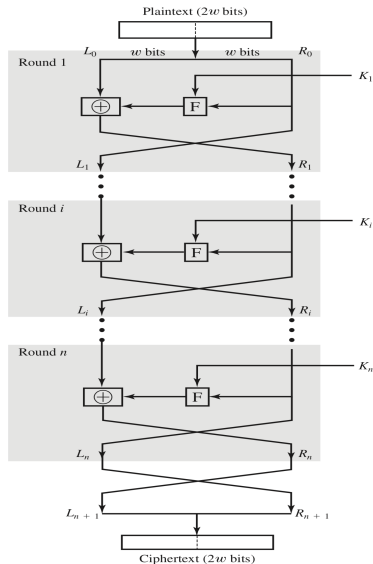 Plaintext (2w bits)
L0 w bits w bits R0
Round 1
K1
F
L1 R1
Round i
Ki
F
Li Ri
Round n
Kn
F
Ln Rn
Ln + 1 Rn + 1
Ciphertext (2w bits)